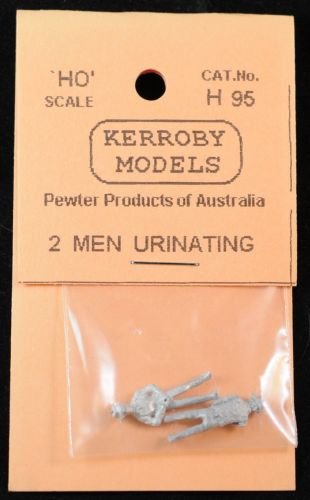 'HO' CAT.No.
SCALE H 95
KERROBY
MODELS
Pewter Products of Australia
2 MEN URINATING